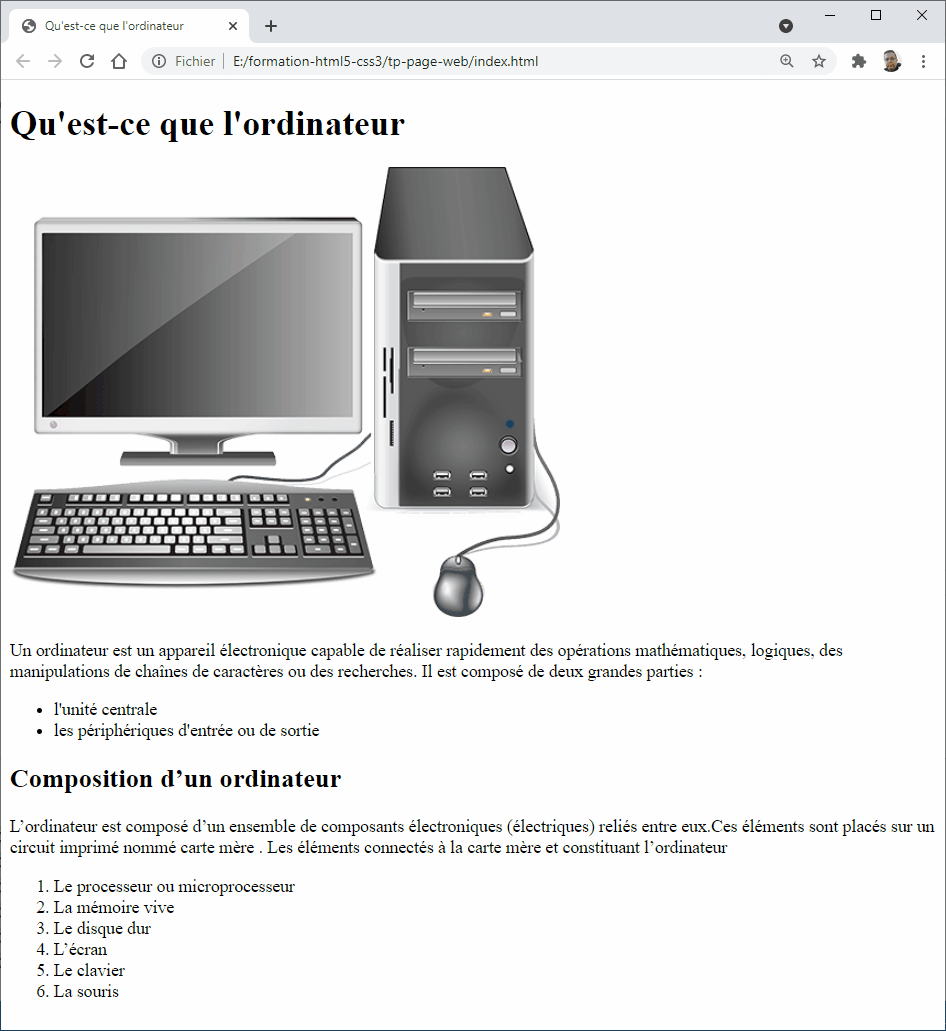 Qu'est-ce que l'ordinateur
Fichier E:/formation-html5-css3/tp-page-web/index.html
Qu'est-ce que l'ordinateur
Un ordinateur est un appareil électronique capable de réaliser rapidement des opérations mathématiques, logiques, des
manipulations de chaînes de caractères ou des recherches. Il est composé de deux grandes parties :
• l'unité centrale
• les périphériques d'entrée ou de sortie
Composition d’un ordinateur
L’ordinateur est composé d’un ensemble de composants électroniques (électriques) reliés entre eux.Ces éléments sont placés sur un
circuit imprimé nommé carte mère . Les éléments connectés à la carte mère et constituant l’ordinateur
1. Le processeur ou microprocesseur
2. La mémoire vive
3. Le disque dur
4. L’écran
5. Le clavier
6. La souris